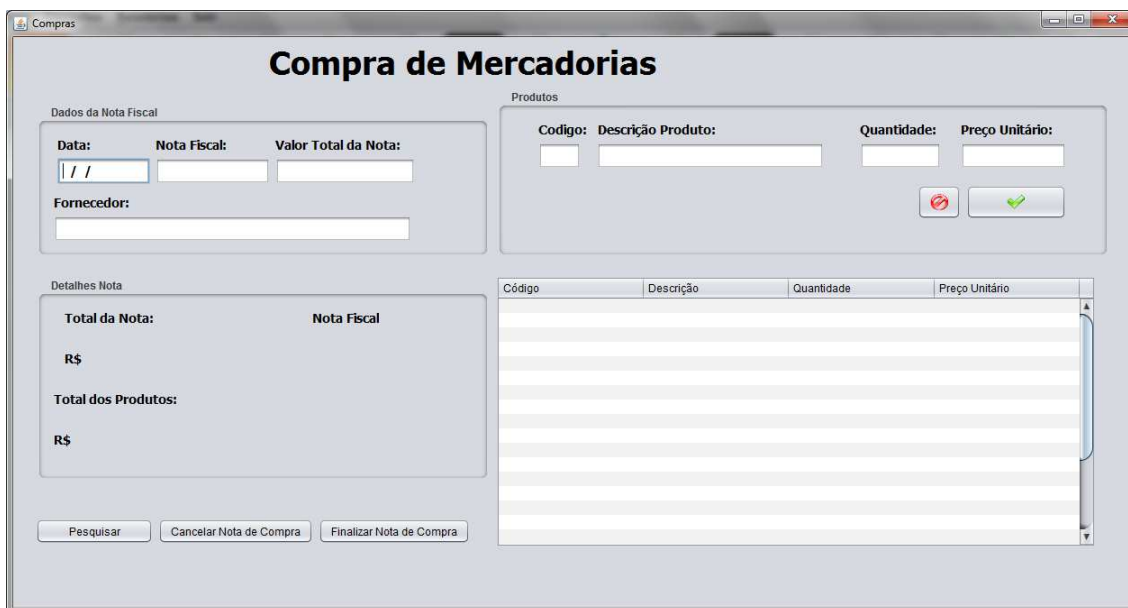 Compras
Compra de Mercadorias
Dados da Nota Fiscal
Data: Nota Fiscal: Valor Total da Nota:
/ /
Fornecedor:
Produtos
Codigo: Descrição Produto: Quantidade: Preço Unitário:
Detalhes Nota
Total da Nota: Nota Fiscal
R$
Total dos Produtos:
R$
Código Descrição Quantidade Preço Unitário
Pesquisar Cancelar Nota de Compra Finalizar Nota de Compra